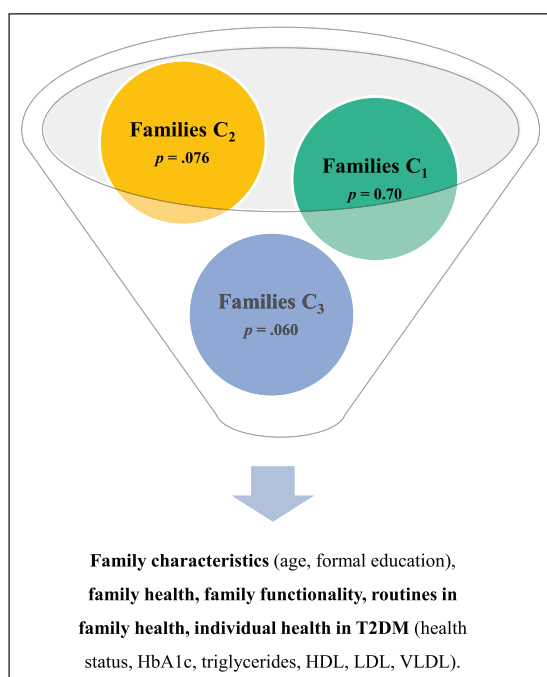 Families C₂
p = .076
Families C₁
p = 0.70
Families C₃
p = .060
Family characteristics (age, formal education),
family health, family functionality, routines in
family health, individual health in T2DM (health
status, HbA1c, triglycerides, HDL, LDL, VLDL).